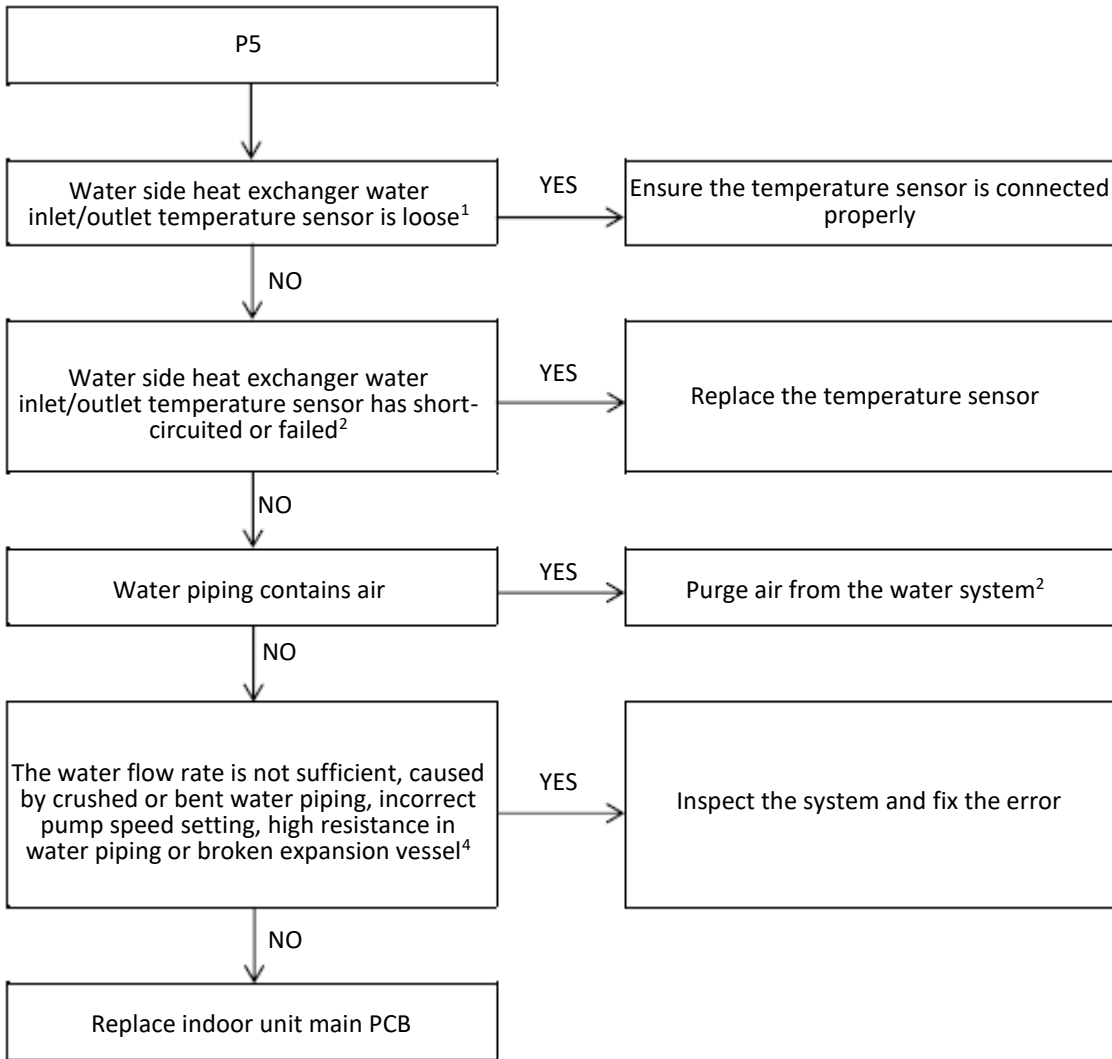 P5
Water side heat exchanger water
inlet/outlet temperature sensor is loose¹
YES
Ensure the temperature sensor is connected
properly
NO
Water side heat exchanger water
inlet/outlet temperature sensor has short-
circuited or failed²
YES
Replace the temperature sensor
NO
Water piping contains air
YES
Purge air from the water system²
NO
The water flow rate is not sufficient, caused
by crushed or bent water piping, incorrect
pump speed setting, high resistance in
water piping or broken expansion vessel⁴
YES
Inspect the system and fix the error
NO
Replace indoor unit main PCB